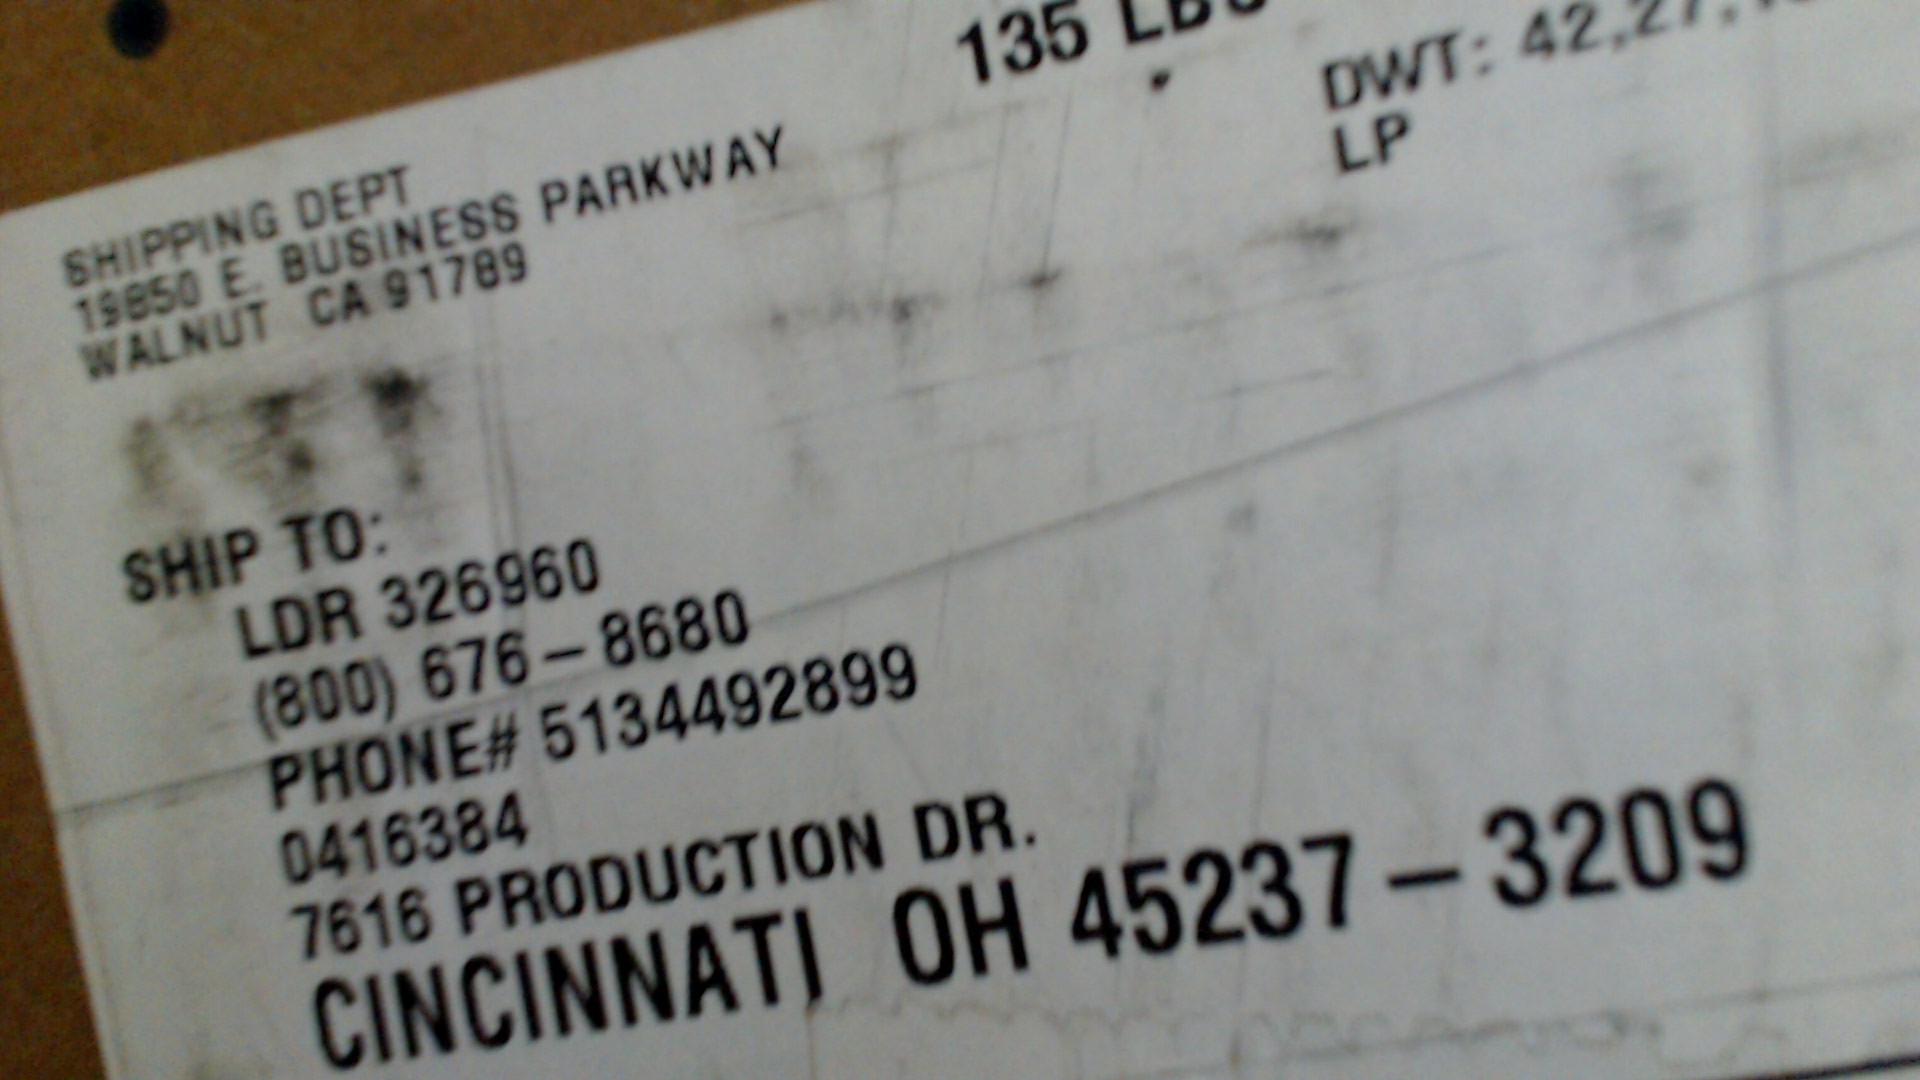 135 LBS
DWT: 42,27,
LP
SHIPPING DEPT
19850 E. BUSINESS PARKWAY
WALNUT CA 91789
SHIP TO:
LDR 326960
(800) 676-8680
PHONE# 5134492899
0416384
7616 PRODUCTION DR.
CINCINNATI OH 45237-3209